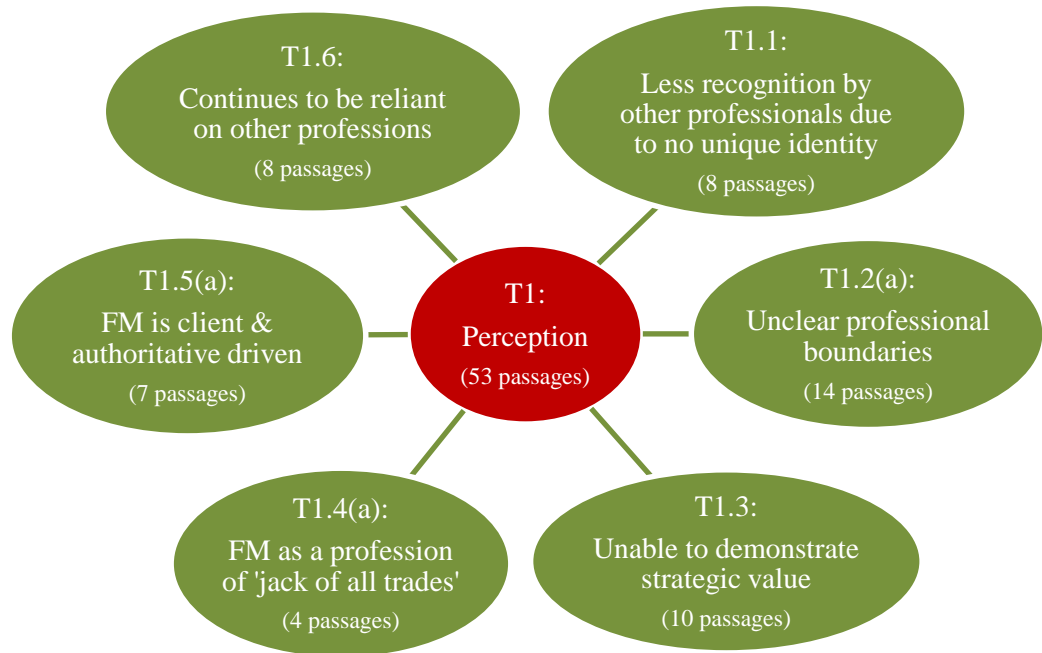 T1.6:
Continues to be reliant
on other professions
(8 passages)
T1.1:
Less recognition by
other professionals due
to no unique identity
(8 passages)
T1.5(a):
FM is client &
authoritative driven
(7 passages)
T1:
Perception
(53 passages)
T1.2(a):
Unclear professional
boundaries
(14 passages)
T1.4(a):
FM as a profession
of 'jack of all trades'
(4 passages)
T1.3:
Unable to demonstrate
strategic value
(10 passages)